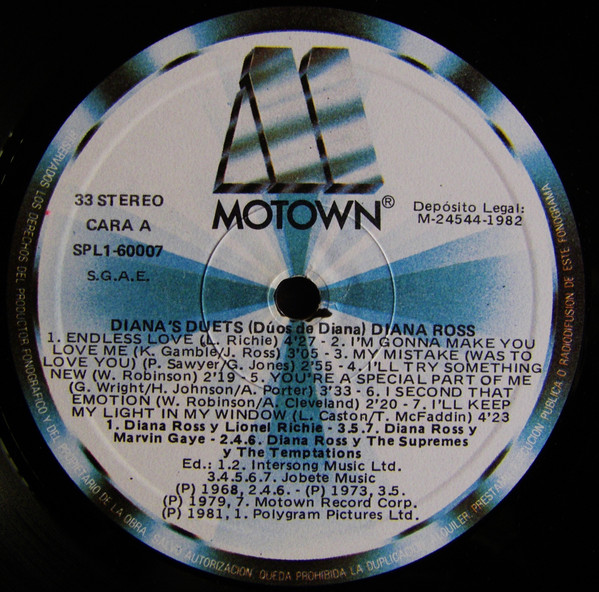 MOTOWN®
33 STEREO
CARA A
SPL1-60007
S.G.A.E.
Depósito Legal:
M-24544-1982
DIANA'S DUETS (Dúos de Diana) DIANA ROSS
1. ENDLESS LOVE (L. Richie) 4'27 - 2. I'M GONNA MAKE YOU
LOVE ME (K. Gamble/J. Ross) 3'05 - 3. MY MISTAKE (WAS TO
LOVE YOU) (P. Sawyer/G. Jones) 2'55 - 4. I'LL TRY SOMETHING
NEW (W. Robinson) 2'19 - 5. YOU'RE A SPECIAL PART OF ME
(G. Wright/H. Johnson/A. Porter) 3'33 - 6. I SECOND THAT
EMOTION (W. Robinson/A. Cleveland) 2'20 - 7. I'LL KEEP
MY LIGHT IN MY WINDOW (L. Caston/T. McFaddin) 4'23
1. Diana Ross y Lionel Richie - 3.5.7. Diana Ross y
Marvin Gaye - 2.4.6. Diana Ross y The Supremes
y The Temptations
Ed.: 1.2. Intersong Music Ltd.
3.4.5.6.7. Jobete Music
(P) 1968, 2.4.6. - (P) 1973, 3.5.
(P) 1979, 7. Motown Record Corp.
(P) 1981, 1. Polygram Pictures Ltd.
RESERVADOS LOS DERECHOS DEL PRODUCTOR FONOGRAFICO Y DEL PROPIETARIO DE LA OBRA. SALVO AUTORIZACION, QUEDA PROHIBIDA LA DUPLICACION, ALQUILER, PRESTAMO, EJECUCION PUBLICA O RADIODIFUSION DE ESTE FONOGRAMA